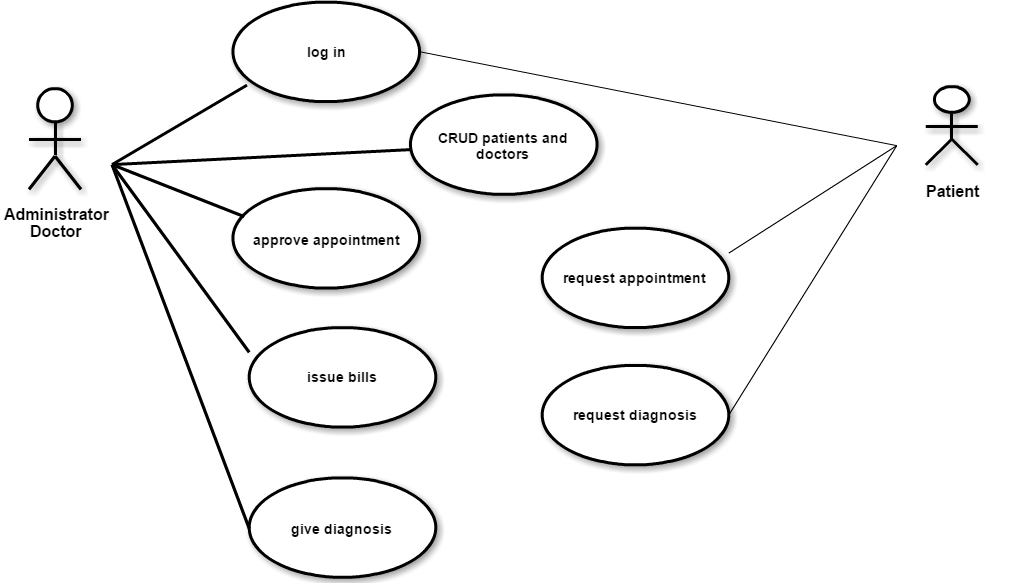 log in
CRUD patients and
doctors
Administrator
Doctor
Patient
approve appointment
request appointment
issue bills
request diagnosis
give diagnosis